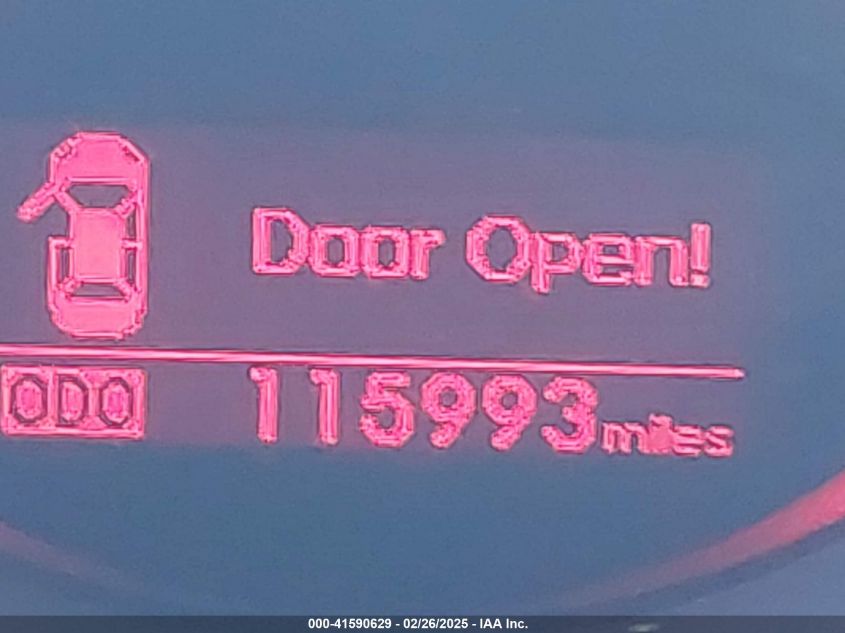 Door Open!
ODO 115993 miles
000-41590629 - 02/26/2025 - IAA Inc.